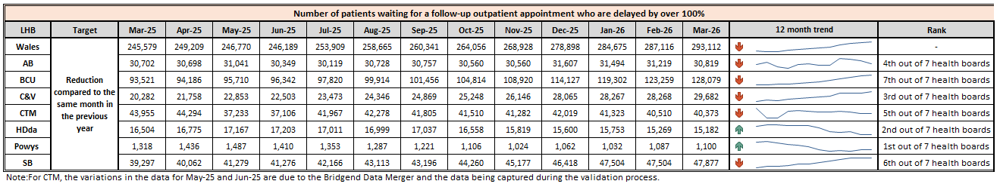 Number of patients waiting for a follow-up outpatient appointment who are delayed by over 100%
LHB Target Mar-25 Apr-25 May-25 Jun-25 Jul-25 Aug-25 Sep-25 Oct-25 Nov-25 Dec-25 Jan-26 Feb-26 Mar-26 12 month trend Rank
Wales 245,579 249,209 246,770 246,189 253,909 258,665 260,341 264,056 268,928 278,898 284,675 287,116 293,112 -
AB 30,702 30,698 31,041 30,349 30,119 30,728 30,757 30,560 30,560 31,607 31,494 31,219 30,819 4th out of 7 health boards
BCU 93,521 94,186 95,710 96,342 97,820 99,914 101,456 104,814 108,920 114,127 119,302 123,259 128,079 7th out of 7 health boards
C&V 20,282 21,758 22,853 22,503 23,473 24,346 24,869 25,248 26,146 28,065 28,267 28,268 29,682 3rd out of 7 health boards
CTM 43,955 44,294 37,233 37,106 41,967 42,278 41,805 41,510 41,282 42,019 41,323 40,510 40,373 5th out of 7 health boards
HDda 16,504 16,775 17,167 17,203 17,011 16,999 17,037 16,558 15,819 15,600 15,753 15,269 15,182 2nd out of 7 health boards
Powys 1,318 1,436 1,487 1,410 1,353 1,287 1,221 1,106 1,024 1,062 1,032 1,087 1,100 1st out of 7 health boards
SB 39,297 40,062 41,279 41,276 42,166 43,113 43,196 44,260 45,177 46,418 47,504 47,504 47,877 6th out of 7 health boards
Reduction
compared to the
same month in
the previous
year
Note:For CTM, the variations in the data for May-25 and Jun-25 are due to the Bridgend Data Merger and the data being captured during the validation process.